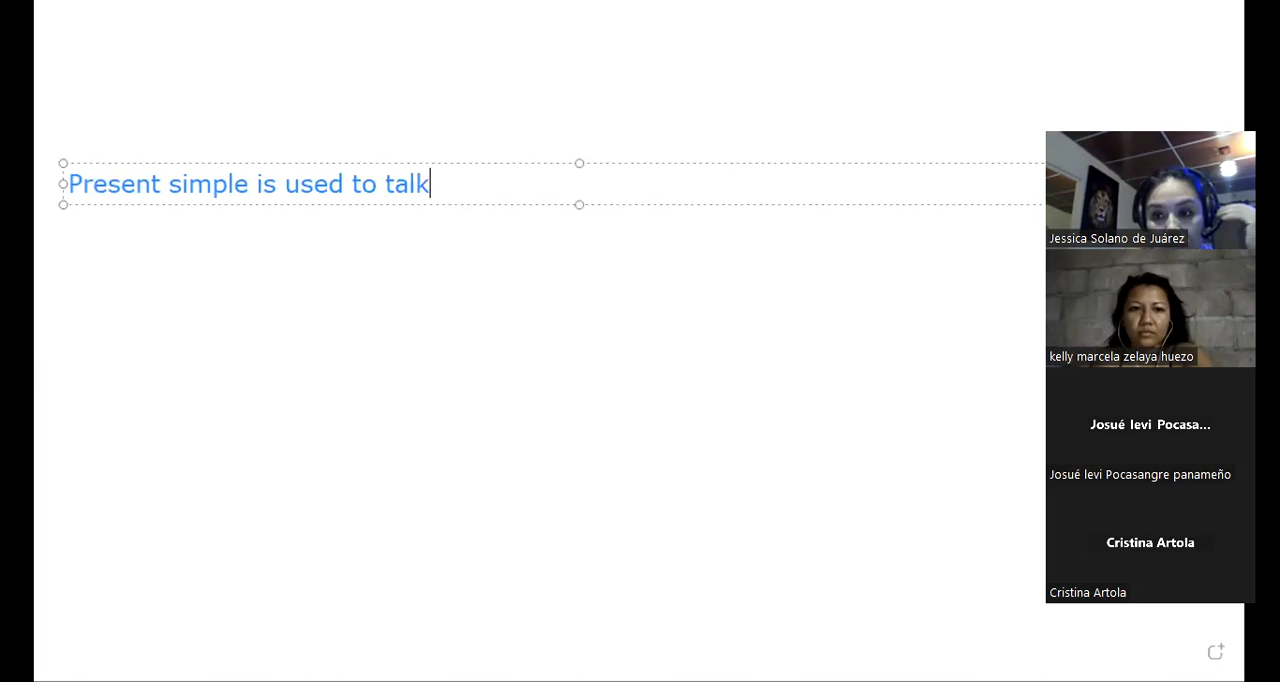 Present simple is used to talk
Jessica Solano de Juárez
kelly marcela zelaya huezo
Josué levi Pocasa...
Josué levi Pocasangre panameño
Cristina Artola
Cristina Artola